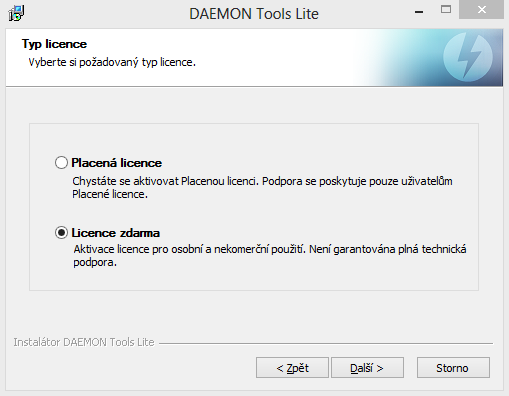 DAEMON Tools Lite
Typ licence
Vyberte si požadovaný typ licence.
Placená licence
Chystáte se aktivovat Placenou licenci. Podpora se poskytuje pouze uživatelům
Placené licence.
Licence zdarma
Aktivace licence pro osobní a nekomerční použití. Není garantována plná technická
podpora.
Instalátor DAEMON Tools Lite
< Zpět
Další >
Storno